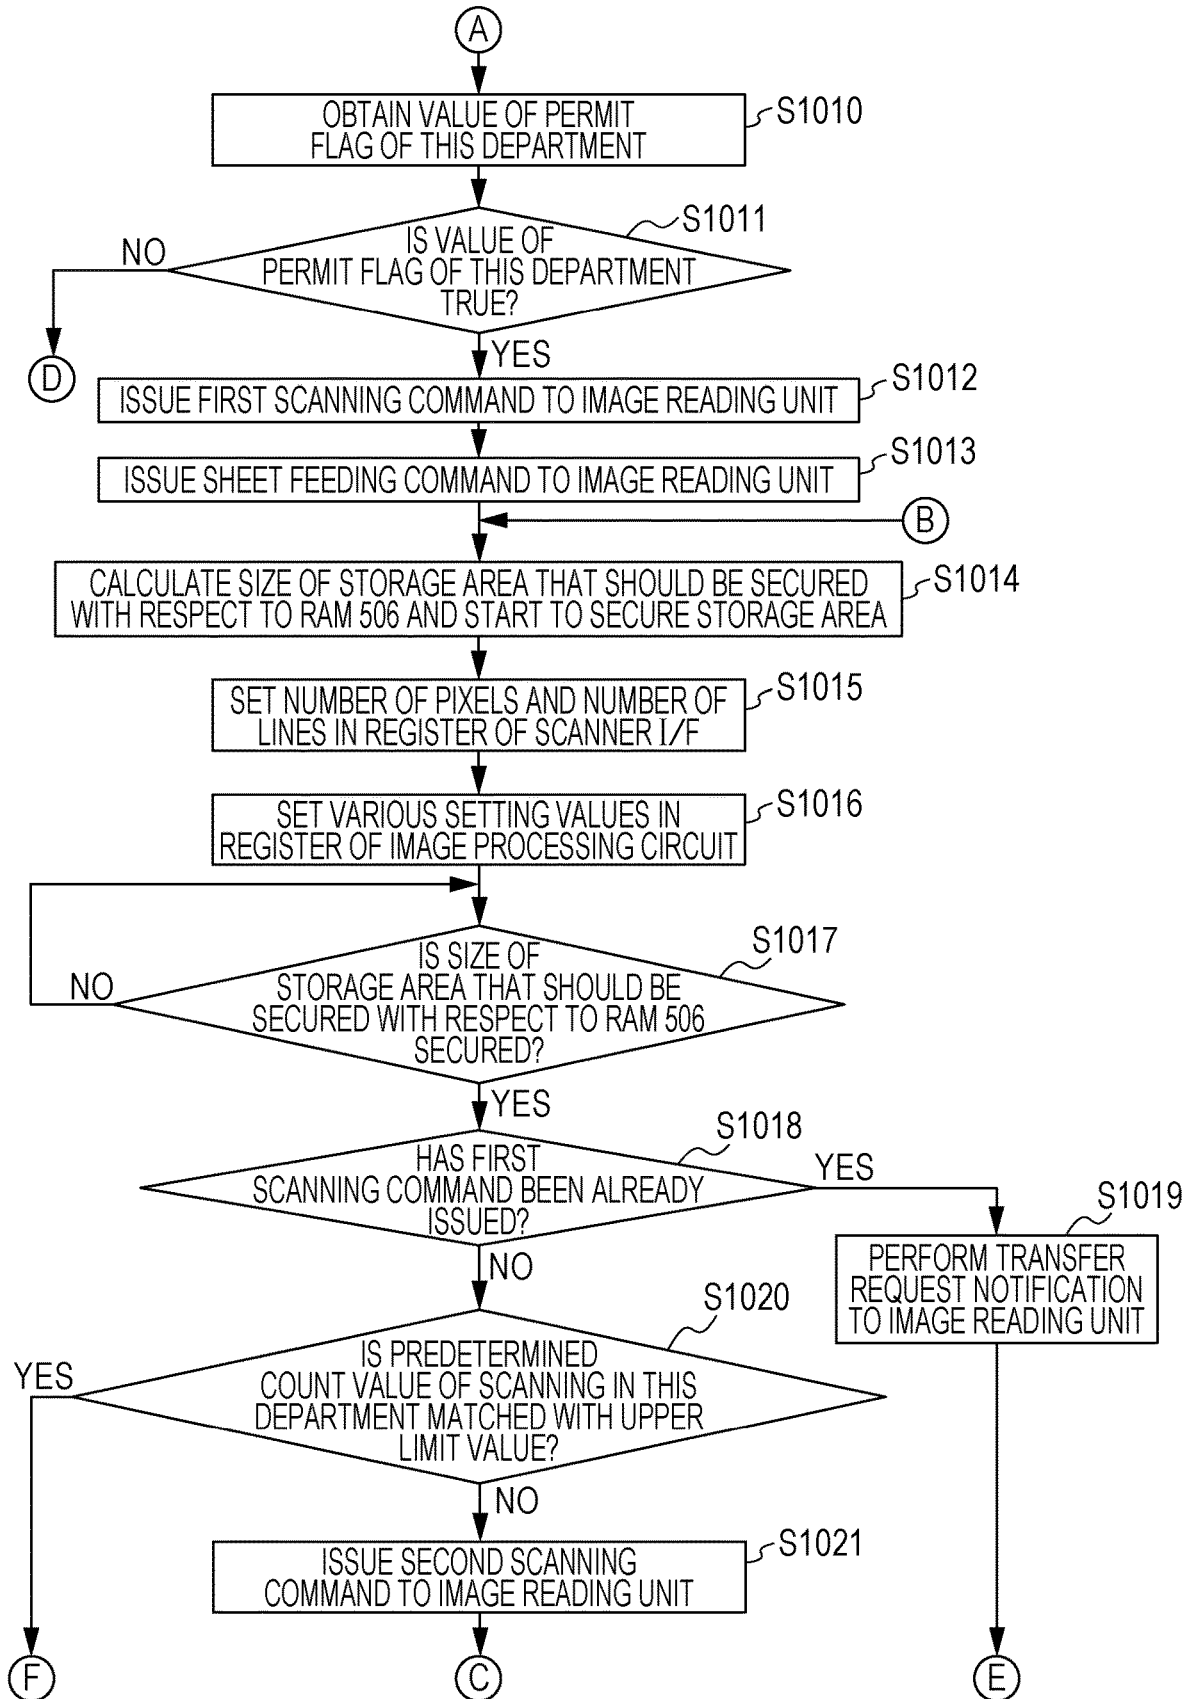 A
OBTAIN VALUE OF PERMIT
FLAG OF THIS DEPARTMENT
S1010
S1011
IS VALUE OF
PERMIT FLAG OF THIS DEPARTMENT
TRUE?
NO
YES
D
ISSUE FIRST SCANNING COMMAND TO IMAGE READING UNIT
S1012
ISSUE SHEET FEEDING COMMAND TO IMAGE READING UNIT
S1013
B
CALCULATE SIZE OF STORAGE AREA THAT SHOULD BE SECURED
WITH RESPECT TO RAM 506 AND START TO SECURE STORAGE AREA
S1014
SET NUMBER OF PIXELS AND NUMBER OF
LINES IN REGISTER OF SCANNER I/F
S1015
SET VARIOUS SETTING VALUES IN
REGISTER OF IMAGE PROCESSING CIRCUIT
S1016
S1017
IS SIZE OF
STORAGE AREA THAT SHOULD BE
SECURED WITH RESPECT TO RAM 506
SECURED?
NO
YES
S1018
HAS FIRST
SCANNING COMMAND BEEN ALREADY
ISSUED?
YES
S1019
PERFORM TRANSFER
REQUEST NOTIFICATION
TO IMAGE READING UNIT
NO
S1020
IS PREDETERMINED
COUNT VALUE OF SCANNING IN THIS
DEPARTMENT MATCHED WITH UPPER
LIMIT VALUE?
YES
NO
ISSUE SECOND SCANNING
COMMAND TO IMAGE READING UNIT
S1021
F
C
E